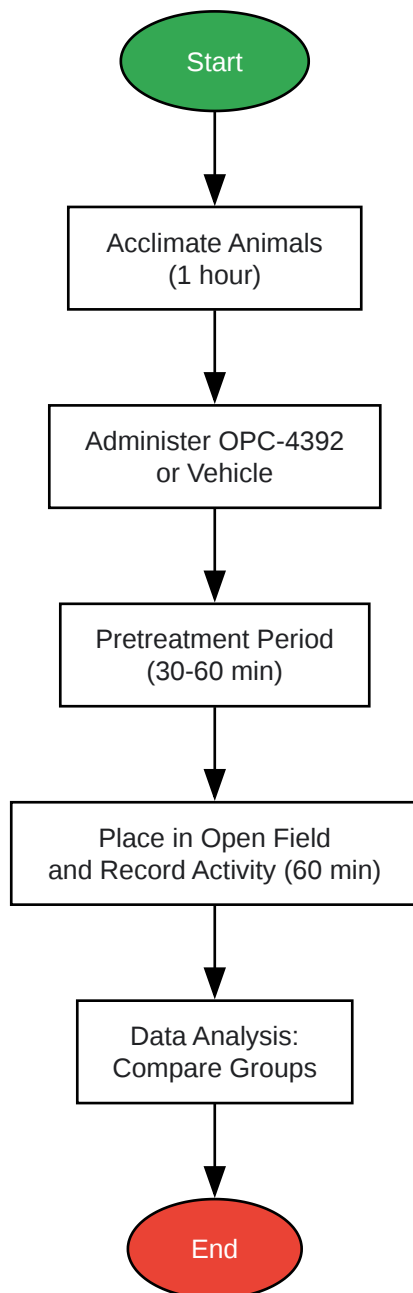 Start
Acclimate Animals
(1 hour)
Administer OPC-4392
or Vehicle
Pretreatment Period
(30-60 min)
Place in Open Field
and Record Activity (60 min)
Data Analysis:
Compare Groups
End